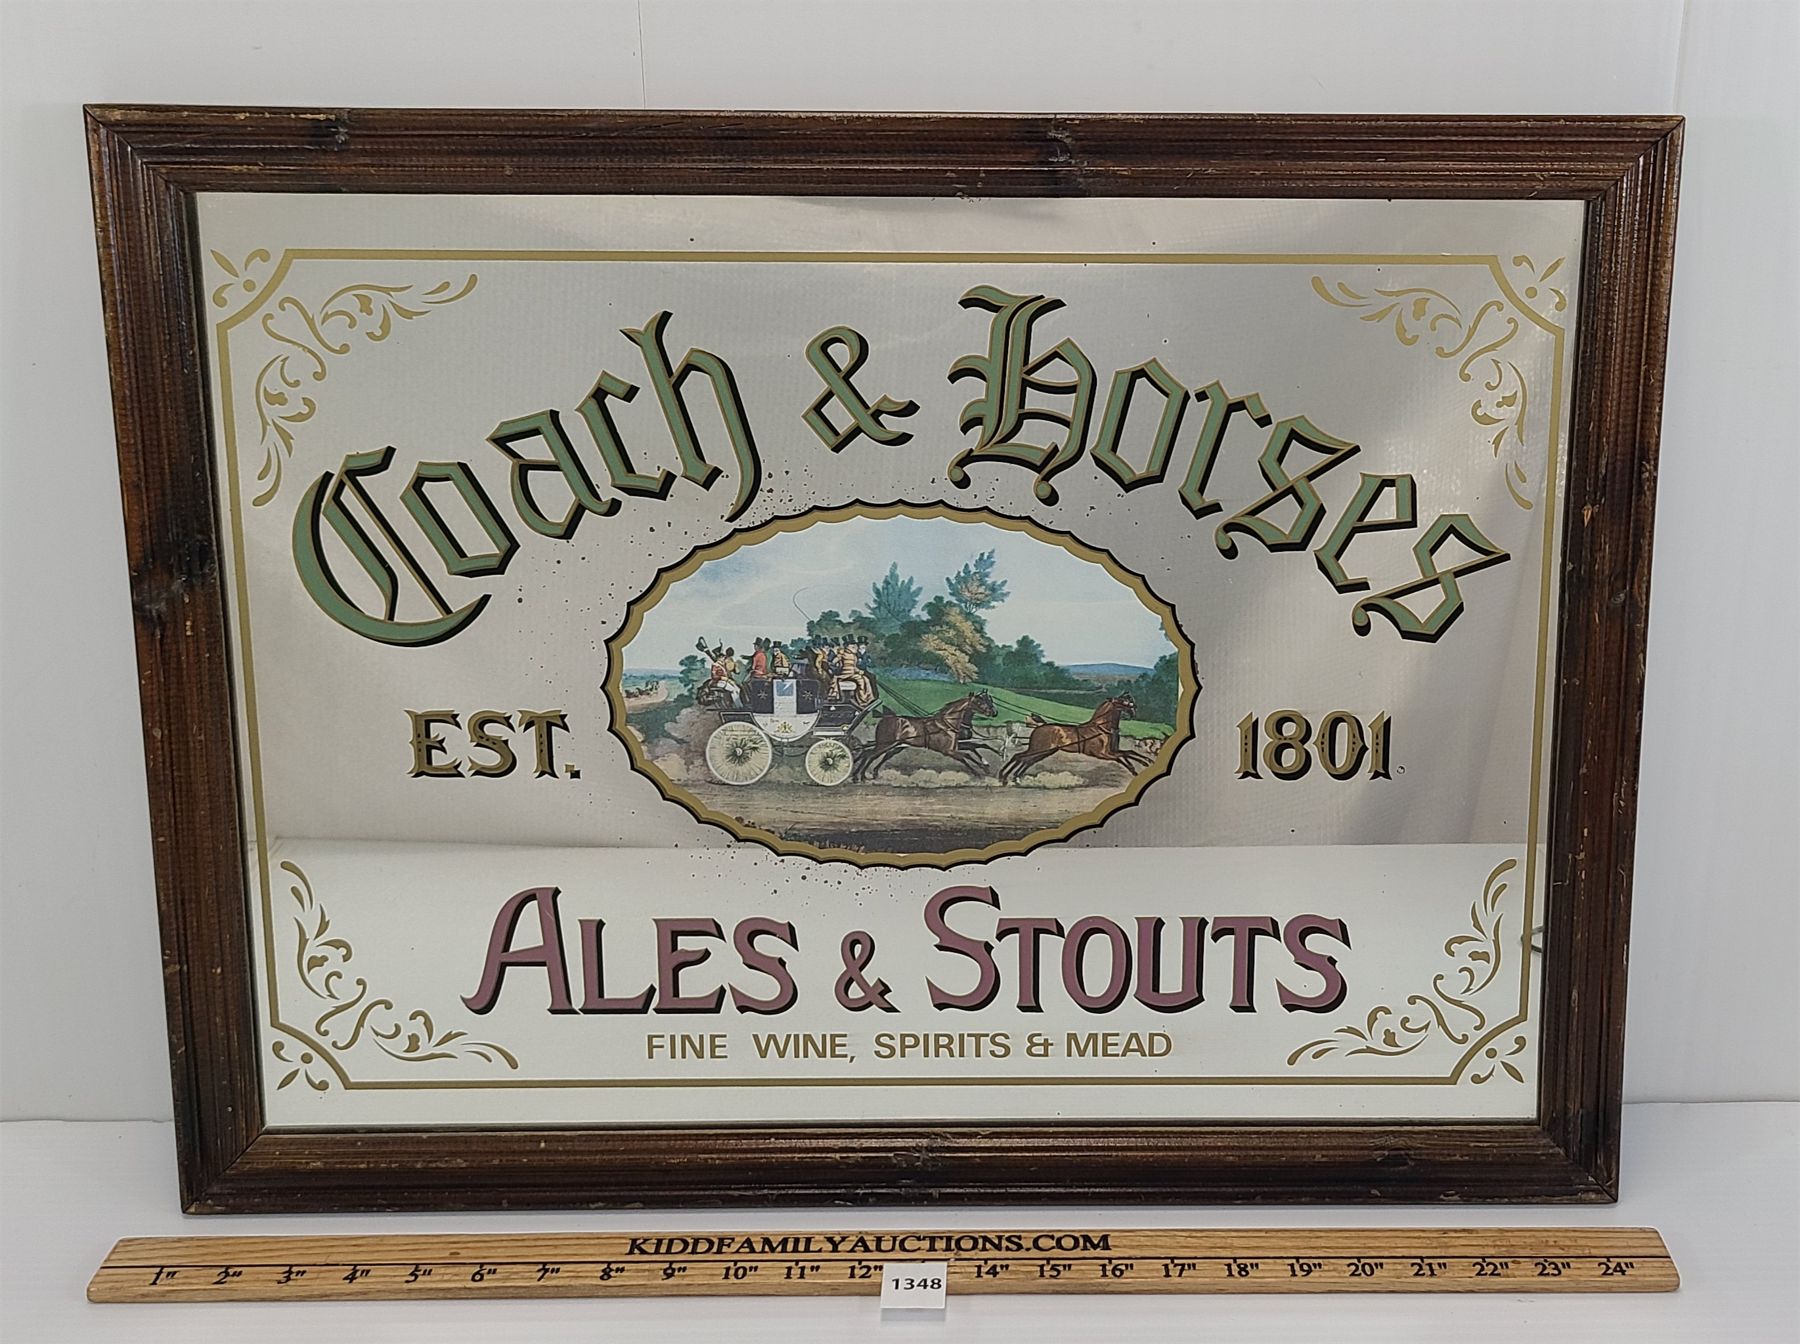 Coach & Horses
EST. 1801
ALES & STOUTS
FINE WINE, SPIRITS & MEAD
KIDDFAMILYAUCTIONS.COM
1" 2" 3" 4" 5" 6" 7" 8" 9" 10" 11" 12" 14" 15" 16" 17" 18" 19" 20" 21" 22" 23" 24"
1348